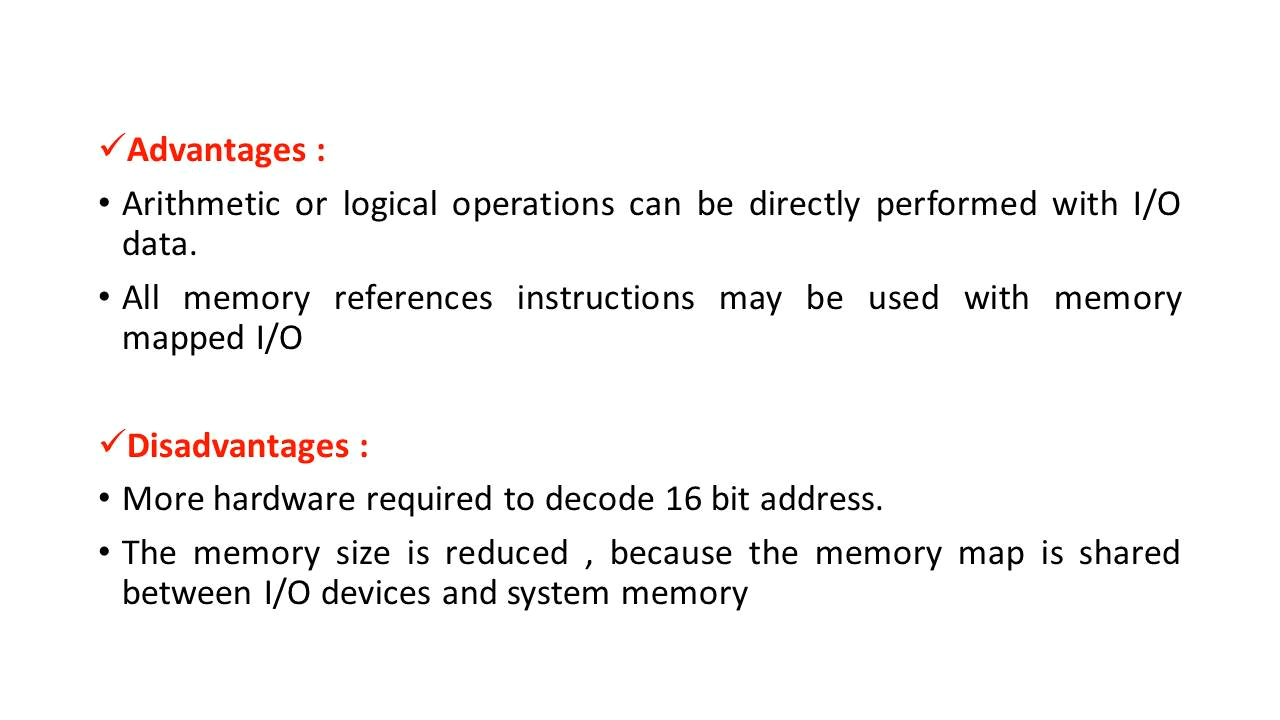 ✓Advantages :
• Arithmetic or logical operations can be directly performed with I/O
data.
• All memory references instructions may be used with memory
mapped I/O
✓Disadvantages :
• More hardware required to decode 16 bit address.
• The memory size is reduced , because the memory map is shared
between I/O devices and system memory